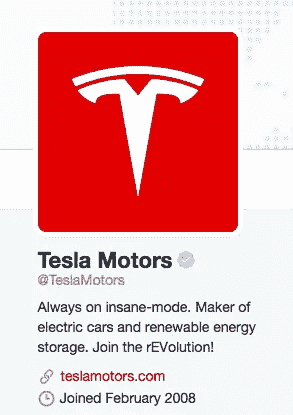 Tesla Motors
@TeslaMotors
Always on insane-mode. Maker of
electric cars and renewable energy
storage. Join the rEVolution!
teslamotors.com
Joined February 2008